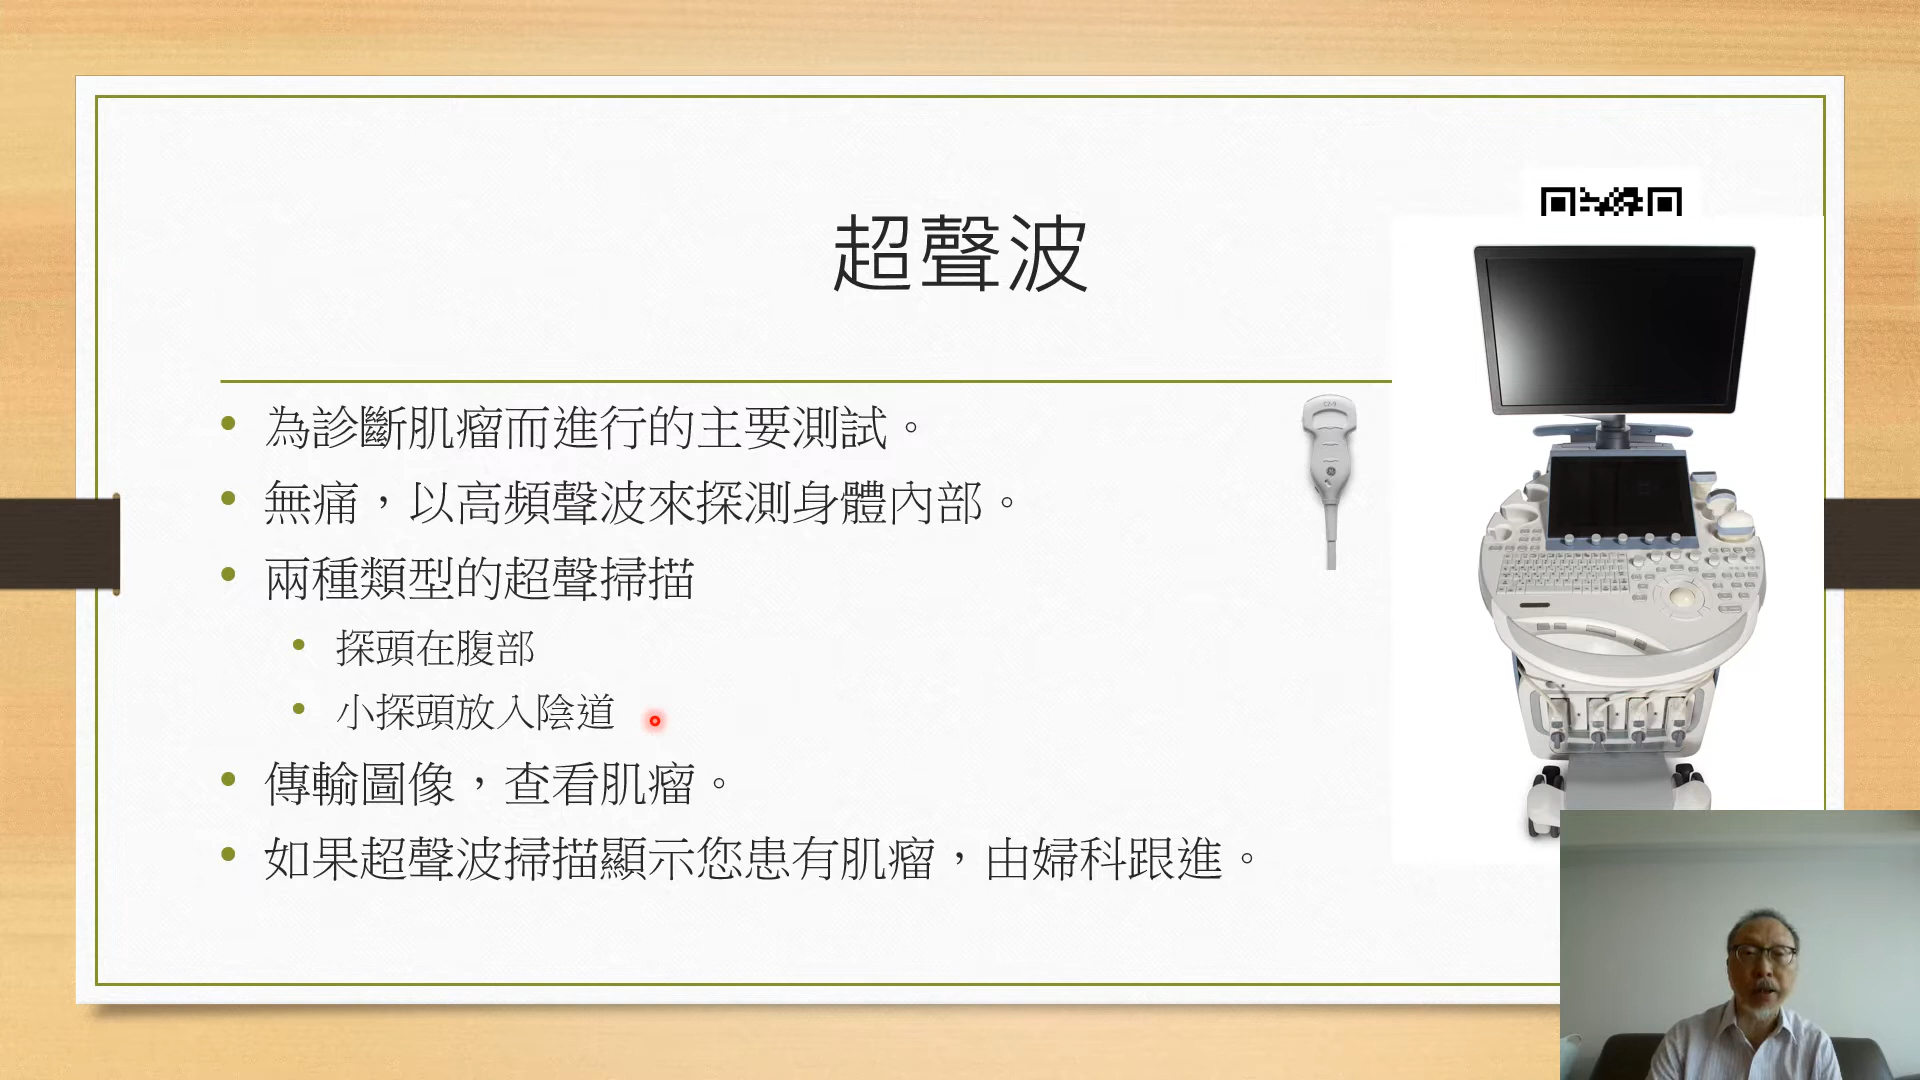 超聲波
為診斷肌瘤而進行的主要測試。
無痛，以高頻聲波來探測身體內部。
兩種類型的超聲掃描
探頭在腹部
小探頭放入陰道
傳輸圖像，查看肌瘤。
如果超聲波掃描顯示您患有肌瘤，由婦科跟進。